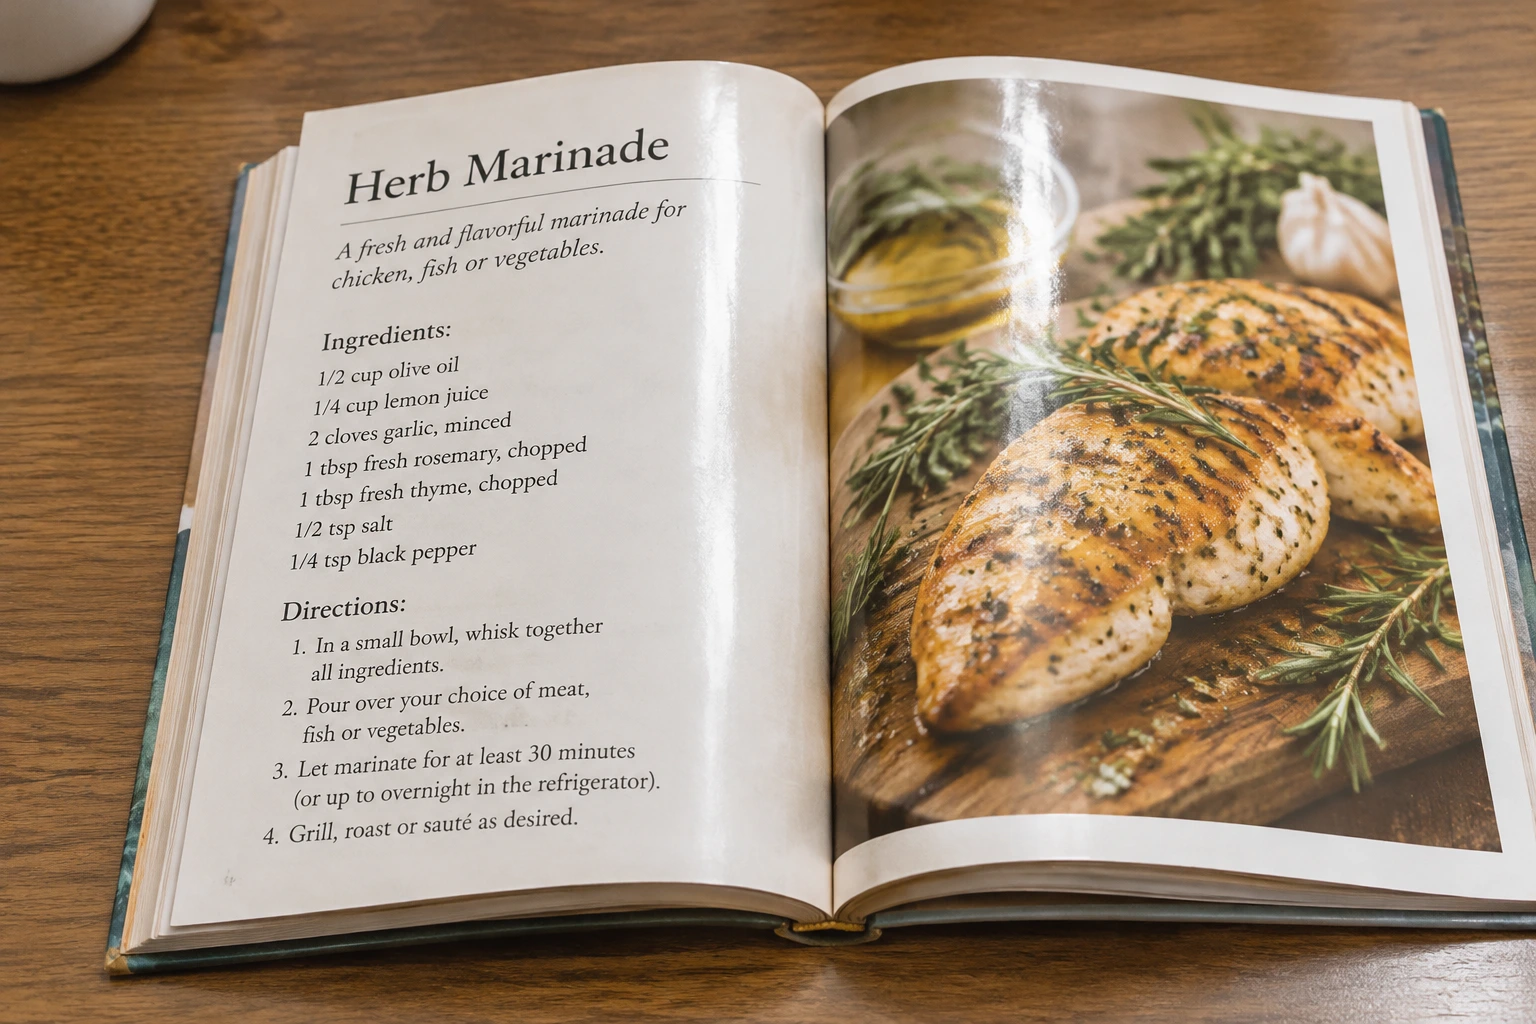 Herb Marinade
A fresh and flavorful marinade for
chicken, fish or vegetables.
Ingredients:
1/2 cup olive oil
1/4 cup lemon juice
2 cloves garlic, minced
1 tbsp fresh rosemary, chopped
1 tbsp fresh thyme, chopped
1/2 tsp salt
1/4 tsp black pepper
Directions:
1. In a small bowl, whisk together
all ingredients.
2. Pour over your choice of meat,
fish or vegetables.
3. Let marinate for at least 30 minutes
(or up to overnight in the refrigerator).
4. Grill, roast or sauté as desired.